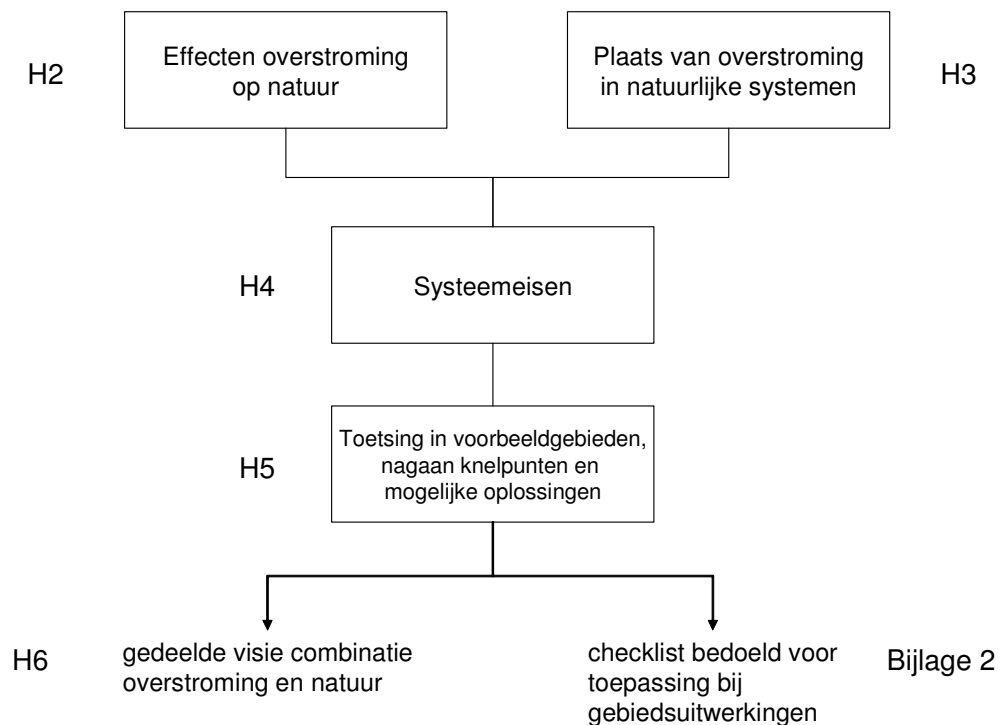 H2
Effecten overstroming
op natuur
Plaats van overstroming
in natuurlijke systemen
H3
H4
Systeemeisen
H5
Toetsing in voorbeeldgebieden,
nagaan knelpunten en
mogelijke oplossingen
H6
gedeelde visie combinatie
overstroming en natuur
checklist bedoeld voor
toepassing bij
gebiedsuitwerkingen
Bijlage 2